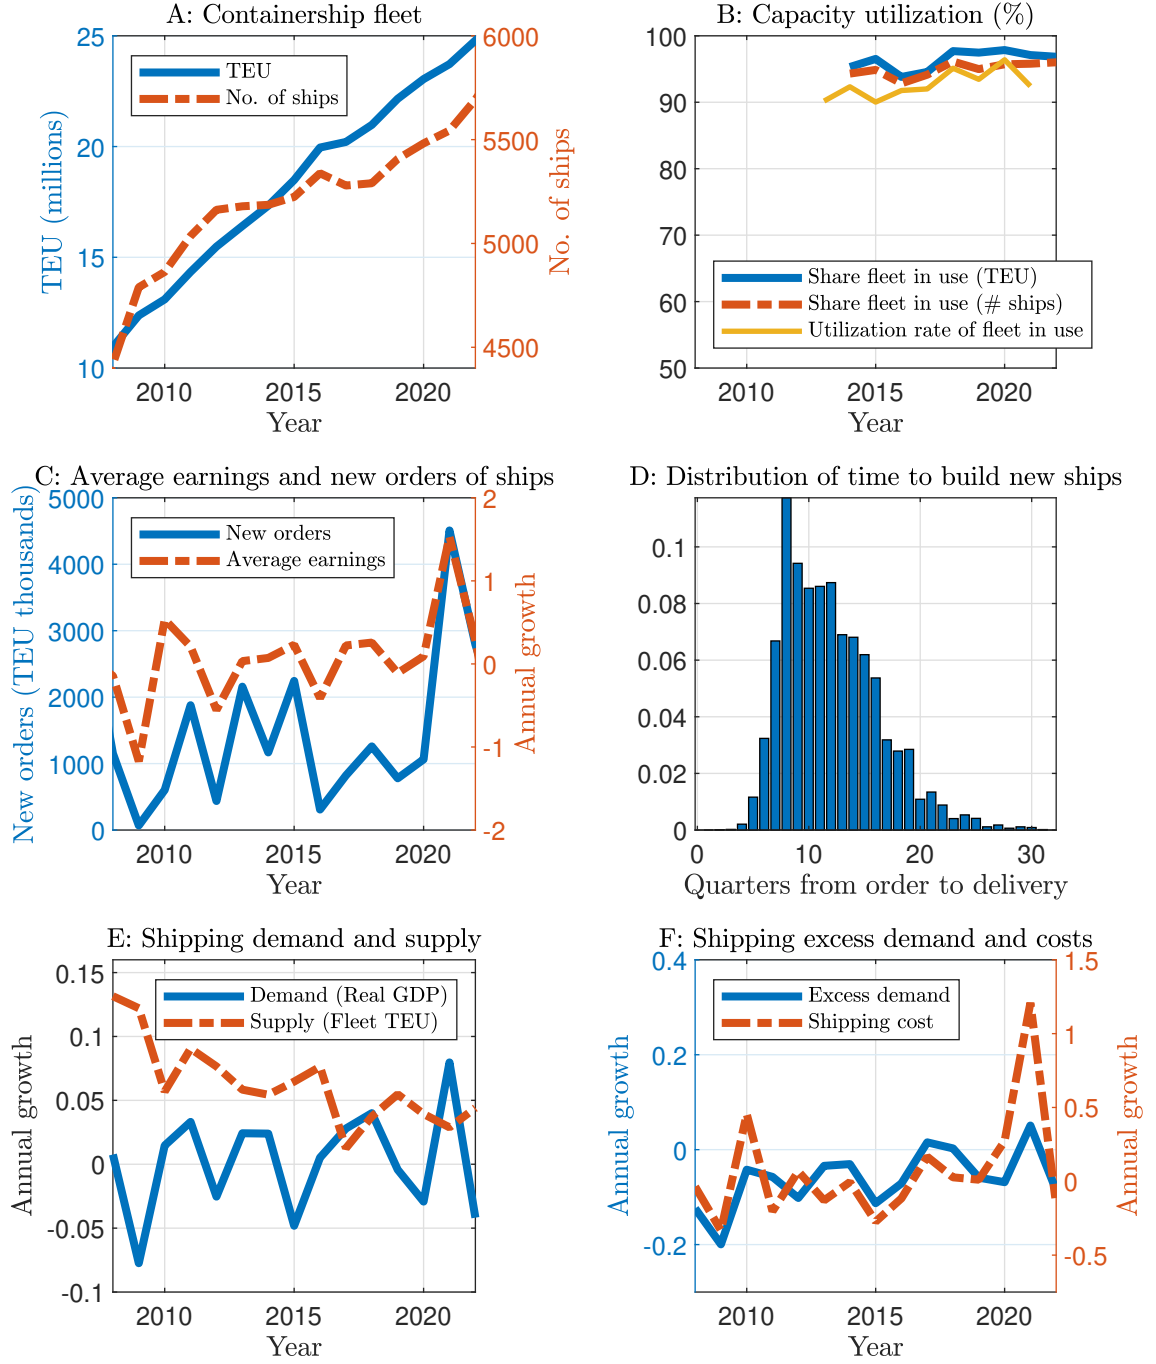 A: Containership fleet
25
20
15
10
TEU (millions)
TEU
No. of ships
6000
5500
5000
4500
No. of ships
2010
2015
2020
Year
B: Capacity utilization (%)
100
90
80
70
60
50
Share fleet in use (TEU)
Share fleet in use (# ships)
Utilization rate of fleet in use
2010
2015
2020
Year
C: Average earnings and new orders of ships
5000
4000
3000
2000
1000
0
New orders (TEU thousands)
New orders
Average earnings
2
1
0
-1
-2
Annual growth
2010
2015
2020
Year
D: Distribution of time to build new ships
0.1
0.08
0.06
0.04
0.02
0
0
10
20
30
Quarters from order to delivery
E: Shipping demand and supply
0.15
0.1
0.05
0
-0.05
-0.1
Annual growth
Demand (Real GDP)
Supply (Fleet TEU)
2010
2015
2020
Year
F: Shipping excess demand and costs
0.4
0.2
0
-0.2
Annual growth
Excess demand
Shipping cost
1.5
1
0.5
0
-0.5
Annual growth
2010
2015
2020
Year